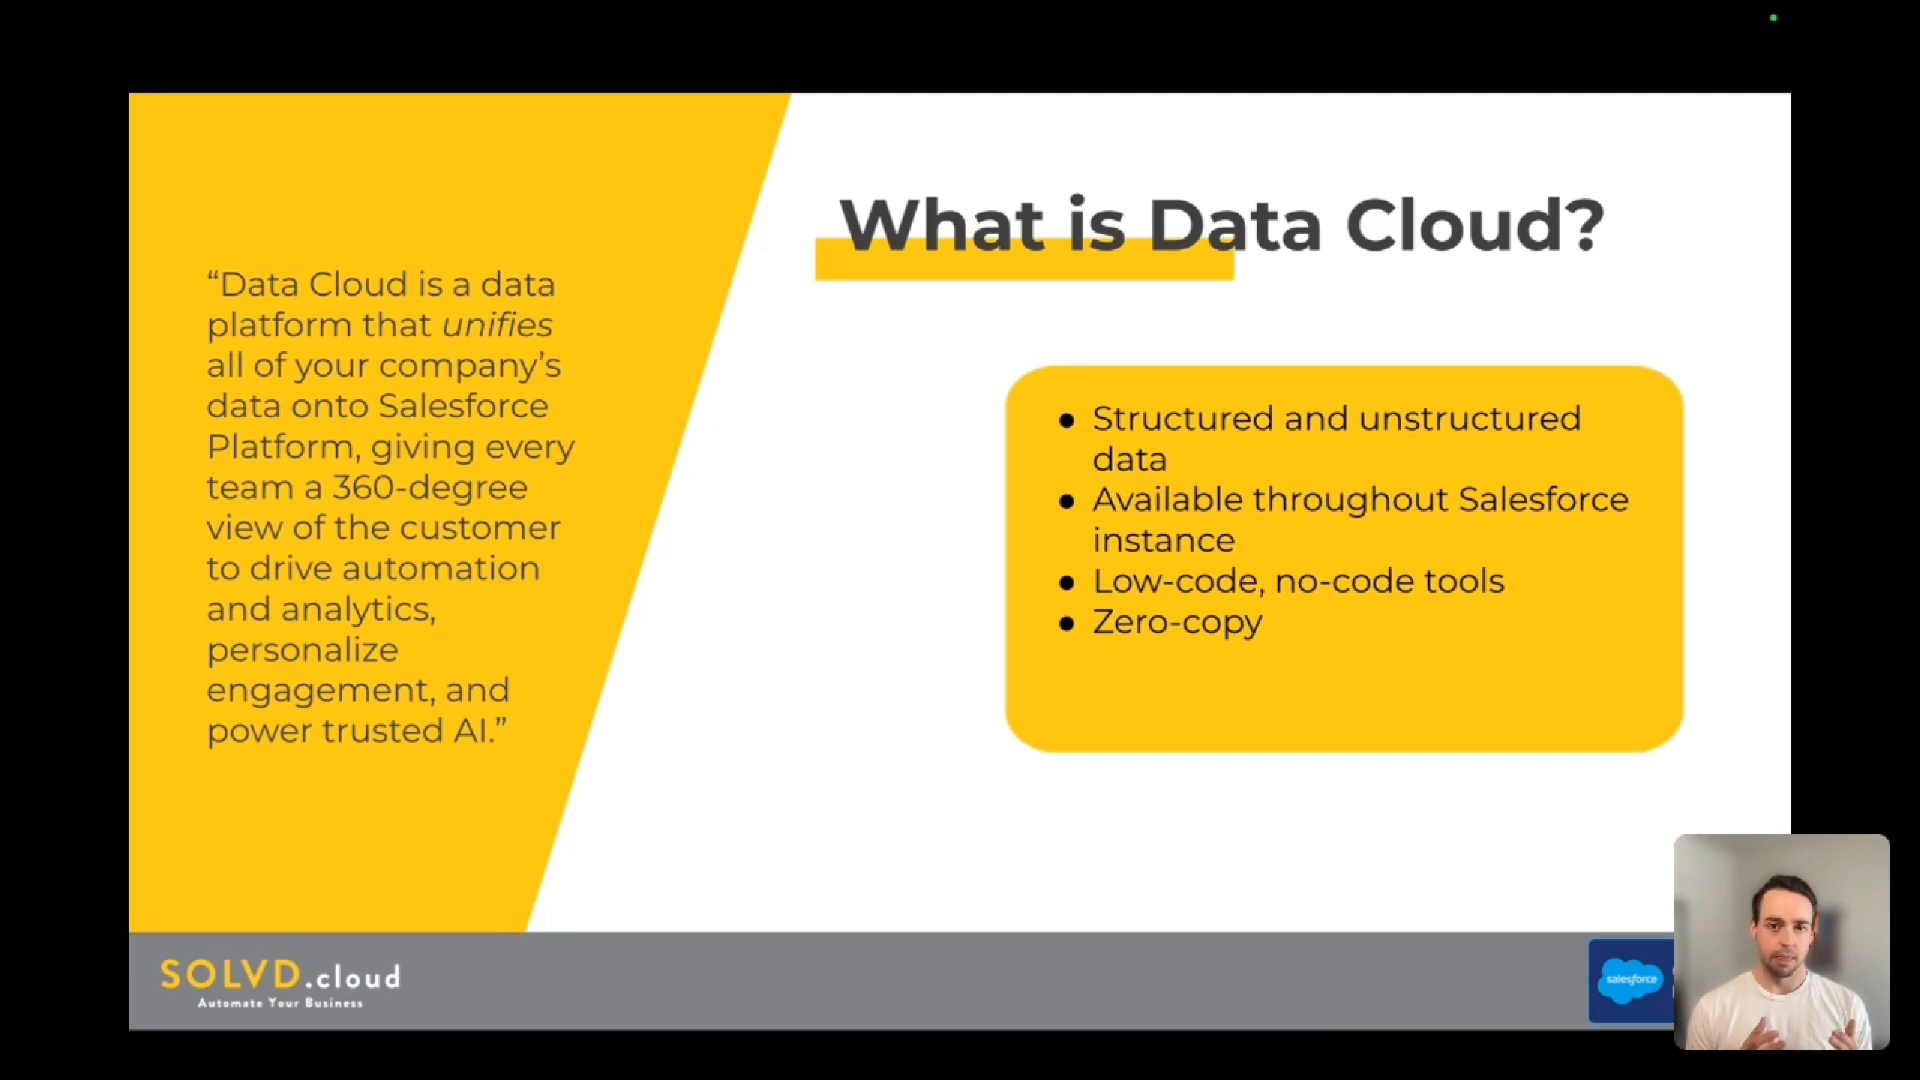 What is Data Cloud?
“Data Cloud is a data
platform that unifies
all of your company’s
data onto Salesforce
Platform, giving every
team a 360-degree
view of the customer
to drive automation
and analytics,
personalize
engagement, and
power trusted AI.”
● Structured and unstructured
data
● Available throughout Salesforce
instance
● Low-code, no-code tools
● Zero-copy
SOLVD.cloud
Automate Your Business
salesforce